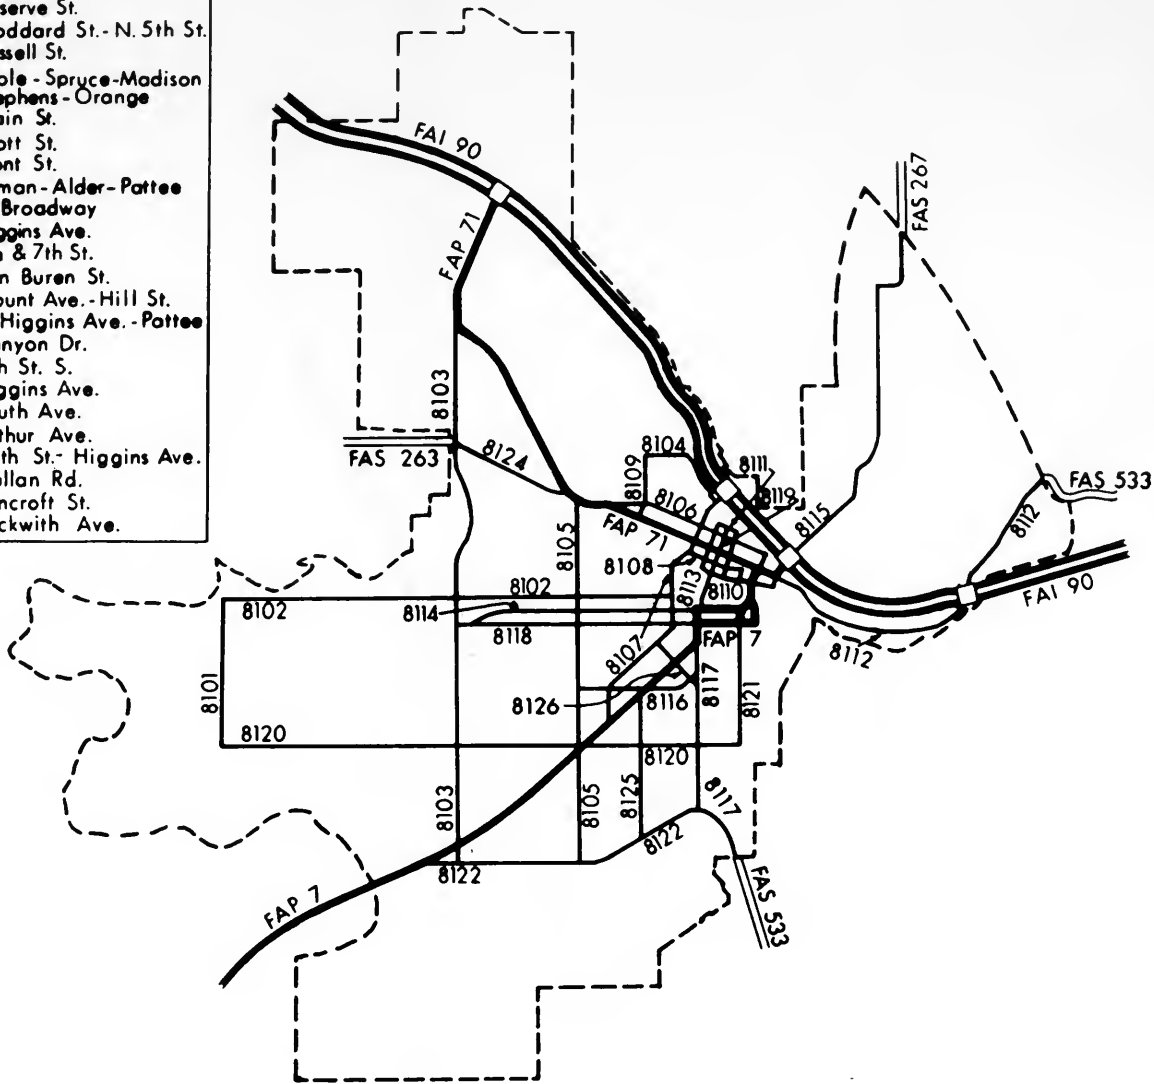 serve St.
oddard St.-N. 5th St.
ssell St.
ole - Spruce-Madison
ephens-Orange
ain St.
ott St.
ont St.
man-Alder-Pattee
Broadway
ggins Ave.
& 7th St.
n Buren St.
ount Ave.-Hill St.
Higgins Ave.-Pattee
nyon Dr.
h St. S.
ggins Ave.
uth Ave.
thur Ave.
th St.- Higgins Ave.
ullan Rd.
ncroft St.
ckwith Ave.
FAI 90
FAS 267
FAP 71
8103
8104
8111
FAS 263
8124
8109
8119
FAS 533
8106
8115
8112
8105
FAP 71
8108
8102
8113
8110
FAI 90
8102
8114
8118
FAP 7
8107
8112
8101
8126
8116
8117
8121
8120
8120
8103
8105
8125
8117
8122
8122
FAP 7
FAS 533